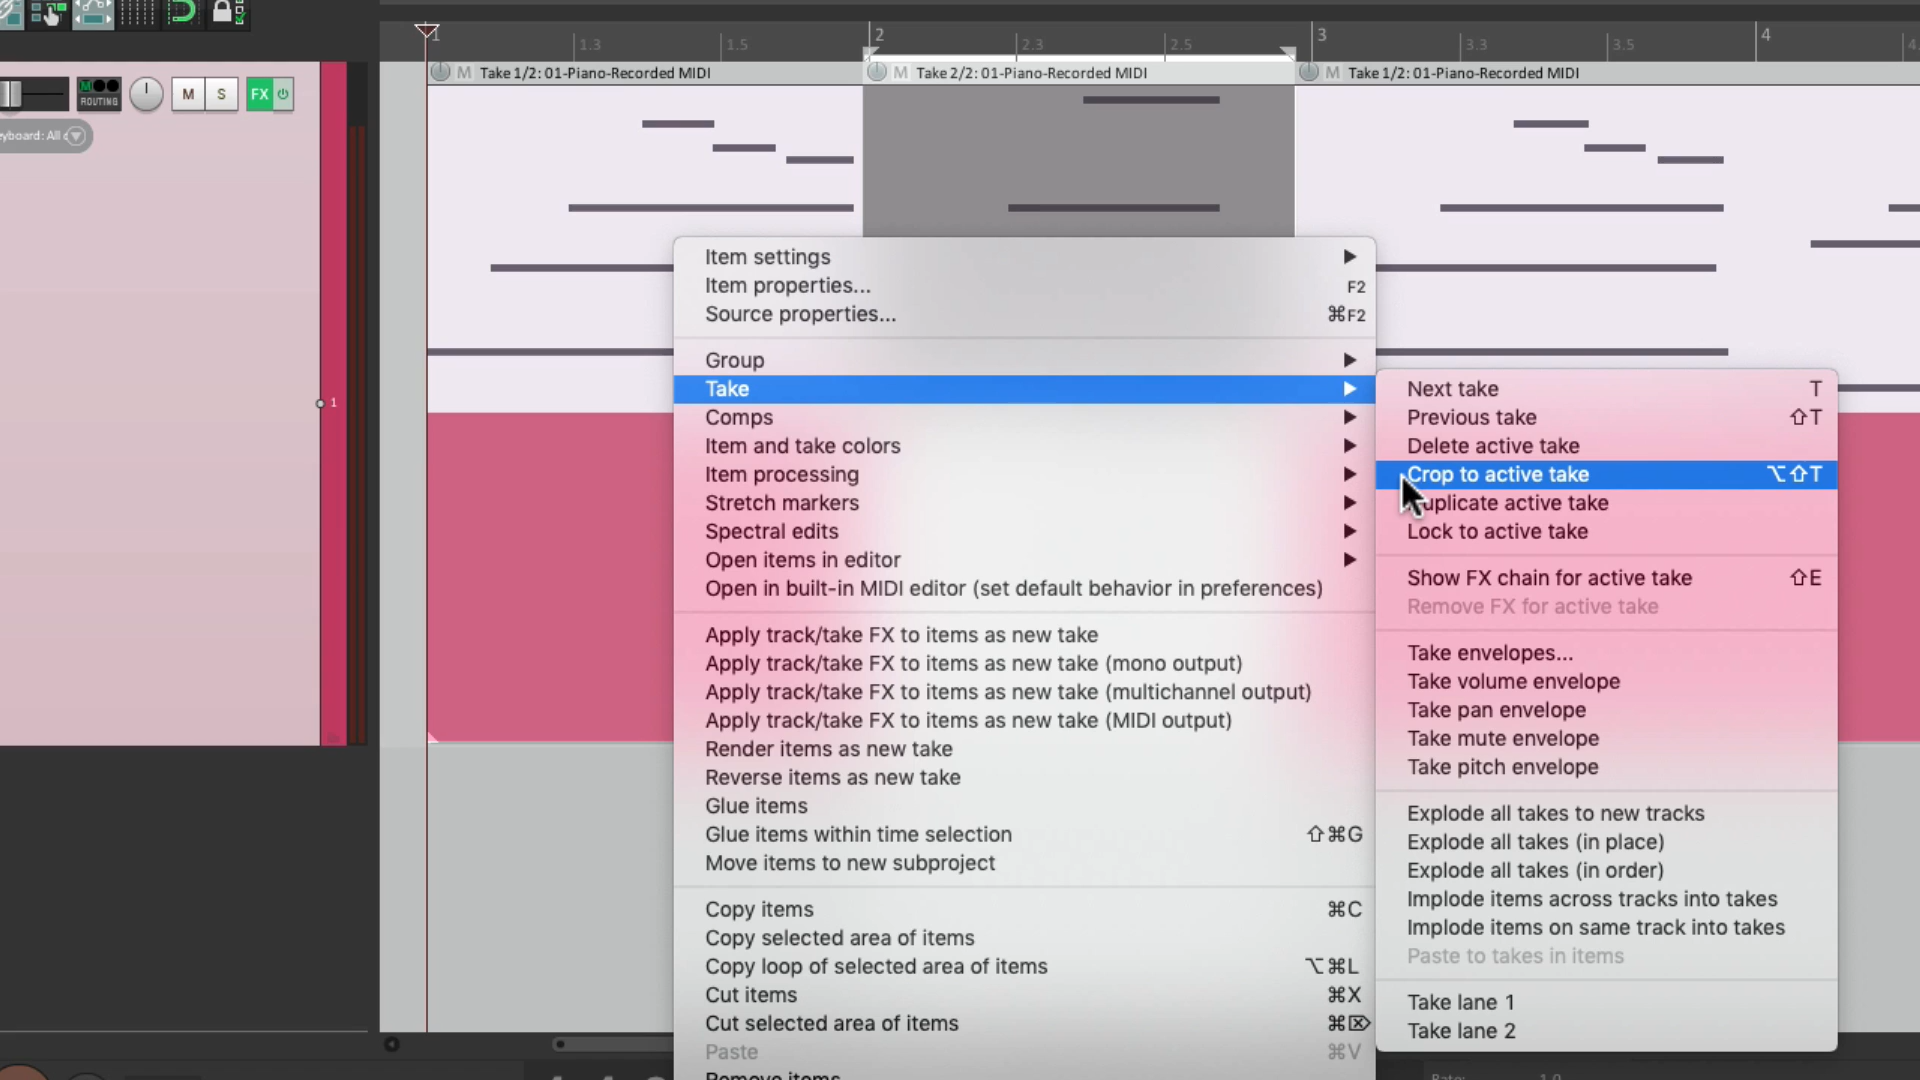 1
1.3
1.5
2
2.3
2.5
3
3.3
3.5
4
M Take 1/2: 01-Piano-Recorded MIDI
M Take 2/2: 01-Piano-Recorded MIDI
M Take 1/2: 01-Piano-Recorded MIDI
ROUTING
M
S
FX
yboard: All
1
Item settings
Item properties... F2
Source properties... ⌘F2
Group
Take
Comps
Item and take colors
Item processing
Stretch markers
Spectral edits
Open items in editor
Open in built-in MIDI editor (set default behavior in preferences)
Apply track/take FX to items as new take
Apply track/take FX to items as new take (mono output)
Apply track/take FX to items as new take (multichannel output)
Apply track/take FX to items as new take (MIDI output)
Render items as new take
Reverse items as new take
Glue items
Glue items within time selection ⇧⌘G
Move items to new subproject
Copy items ⌘C
Copy selected area of items
Copy loop of selected area of items ⌥⌘L
Cut items ⌘X
Cut selected area of items ⌘⌦
Paste ⌘V
Remove items
Next take T
Previous take ⇧T
Delete active take
Crop to active take ⌥⇧T
uplicate active take
Lock to active take
Show FX chain for active take ⇧E
Remove FX for active take
Take envelopes...
Take volume envelope
Take pan envelope
Take mute envelope
Take pitch envelope
Explode all takes to new tracks
Explode all takes (in place)
Explode all takes (in order)
Implode items across tracks into takes
Implode items on same track into takes
Paste to takes in items
Take lane 1
Take lane 2
Rate: 1.0